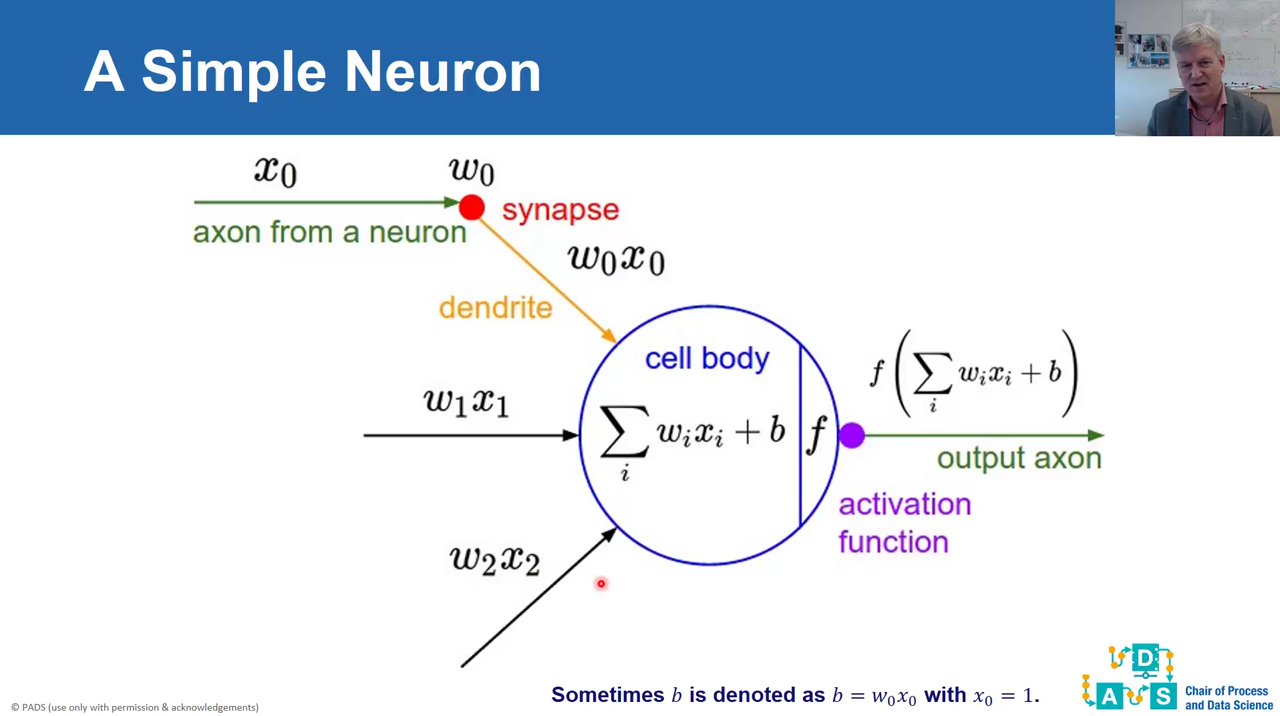 A Simple Neuron
x₀
w₀
synapse
axon from a neuron
w₀x₀
dendrite
cell body
f(∑ᵢ wᵢxᵢ + b)
w₁x₁
∑ᵢ wᵢxᵢ + b
f
output axon
activation
function
w₂x₂
Sometimes b is denoted as b = w₀x₀ with x₀ = 1.
D
A S
Chair of Process
and Data Science
© PADS (use only with permission & acknowledgements)